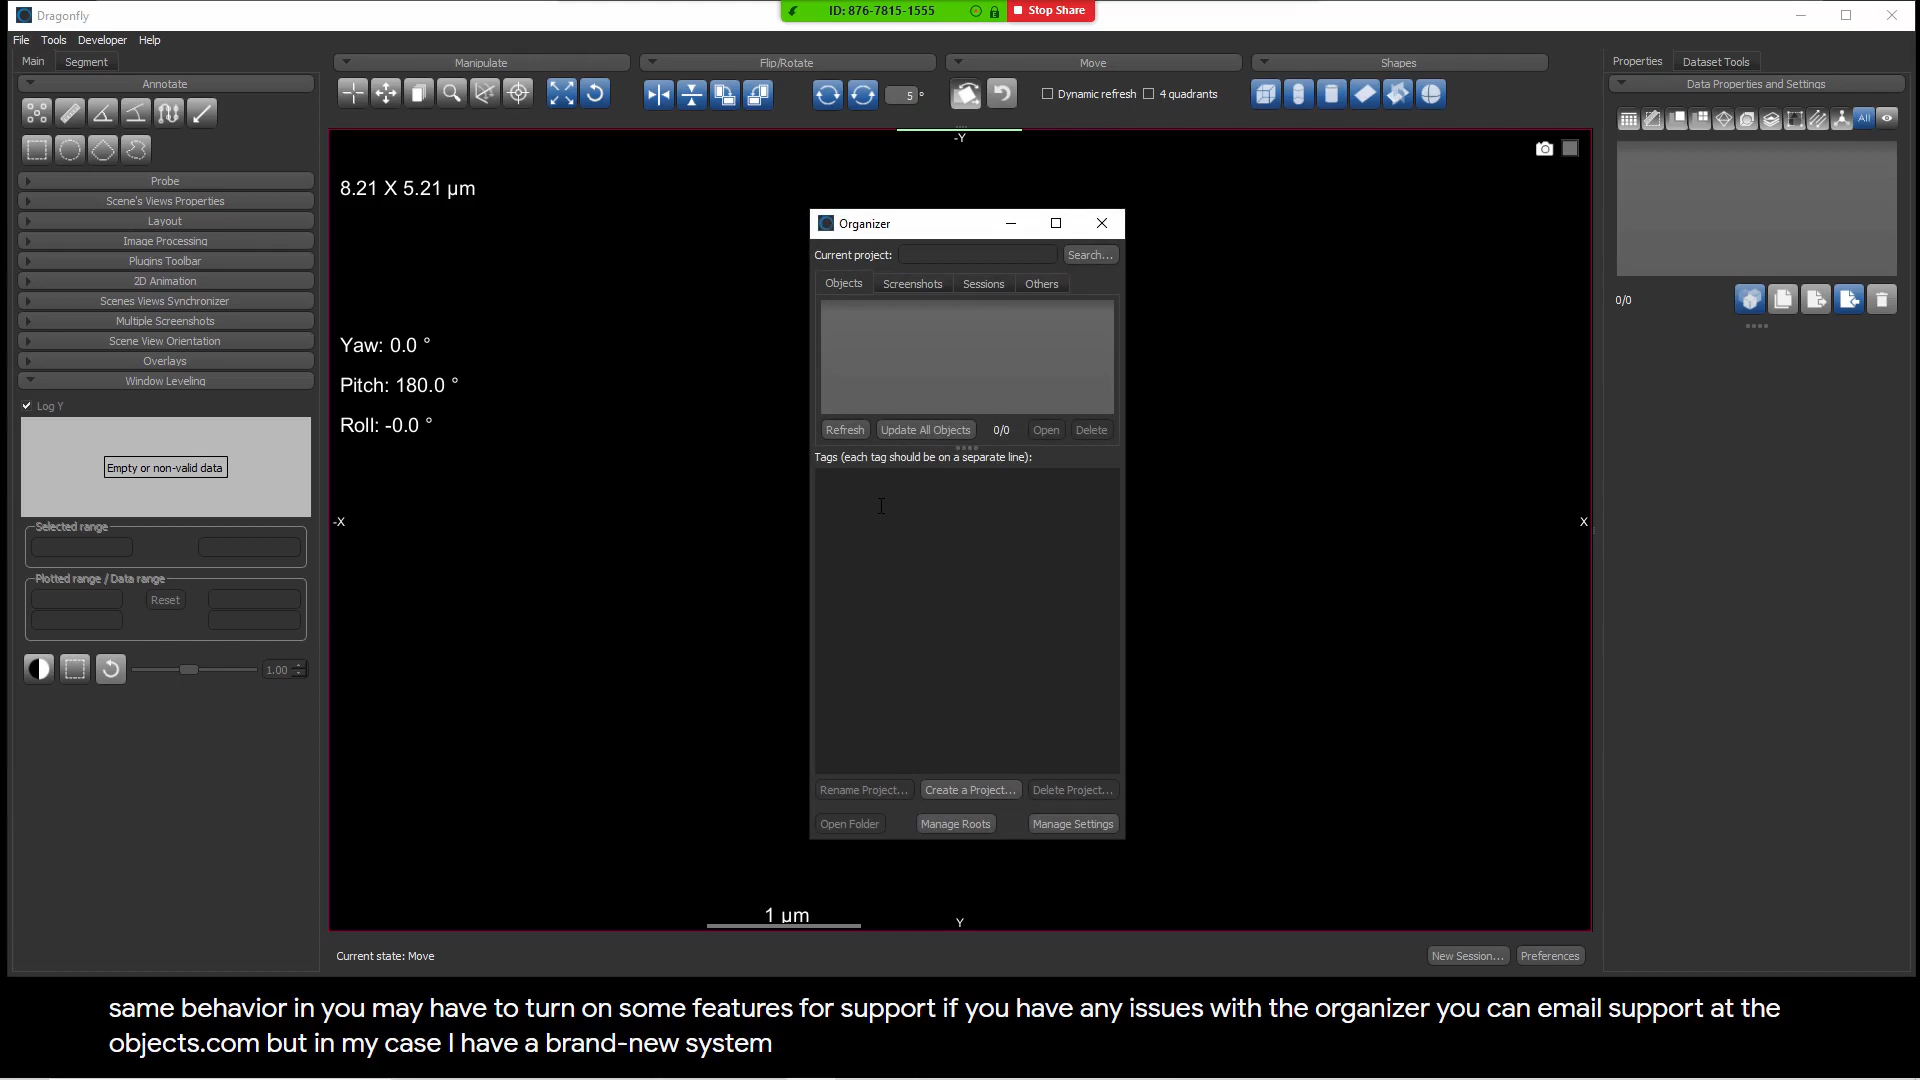 Dragonfly
ID: 876-7815-1555
Stop Share
File Tools Developer Help
Main Segment
Annotate
Probe
Scene's Views Properties
Layout
Image Processing
Plugins Toolbar
2D Animation
Scenes Views Synchronizer
Multiple Screenshots
Scene View Orientation
Overlays
Window Leveling
Log Y
Empty or non-valid data
Selected range
Plotted range / Data range
Reset
1.00
Manipulate
Flip/Rotate
Move
Shapes
5 °
Dynamic refresh
4 quadrants
-Y
8.21 X 5.21 µm
Yaw: 0.0 °
Pitch: 180.0 °
Roll: -0.0 °
-X
X
Organizer
Current project:
Search...
Objects Screenshots Sessions Others
Refresh Update All Objects 0/0 Open Delete
Tags (each tag should be on a separate line):
Rename Project... Create a Project... Delete Project...
Open Folder Manage Roots Manage Settings
1 µm
Y
Current state: Move
New Session... Preferences
Properties Dataset Tools
Data Properties and Settings
All
0/0
same behavior in you may have to turn on some features for support if you have any issues with the organizer you can email support at the
objects.com but in my case I have a brand-new system